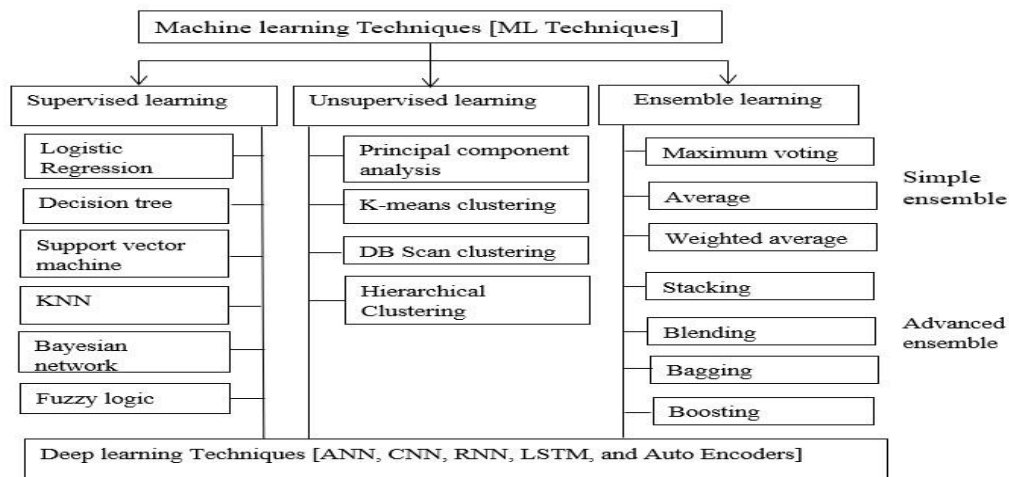 Machine learning Techniques [ML Techniques]
Supervised learning
Logistic
Regression
Decision tree
Support vector
machine
KNN
Bayesian
network
Fuzzy logic
Unsupervised learning
Principal component
analysis
K-means clustering
DB Scan clustering
Hierarchical
Clustering
Ensemble learning
Maximum voting
Average
Weighted average
Simple
ensemble
Stacking
Blending
Bagging
Boosting
Advanced
ensemble
Deep learning Techniques [ANN, CNN, RNN, LSTM, and Auto Encoders]